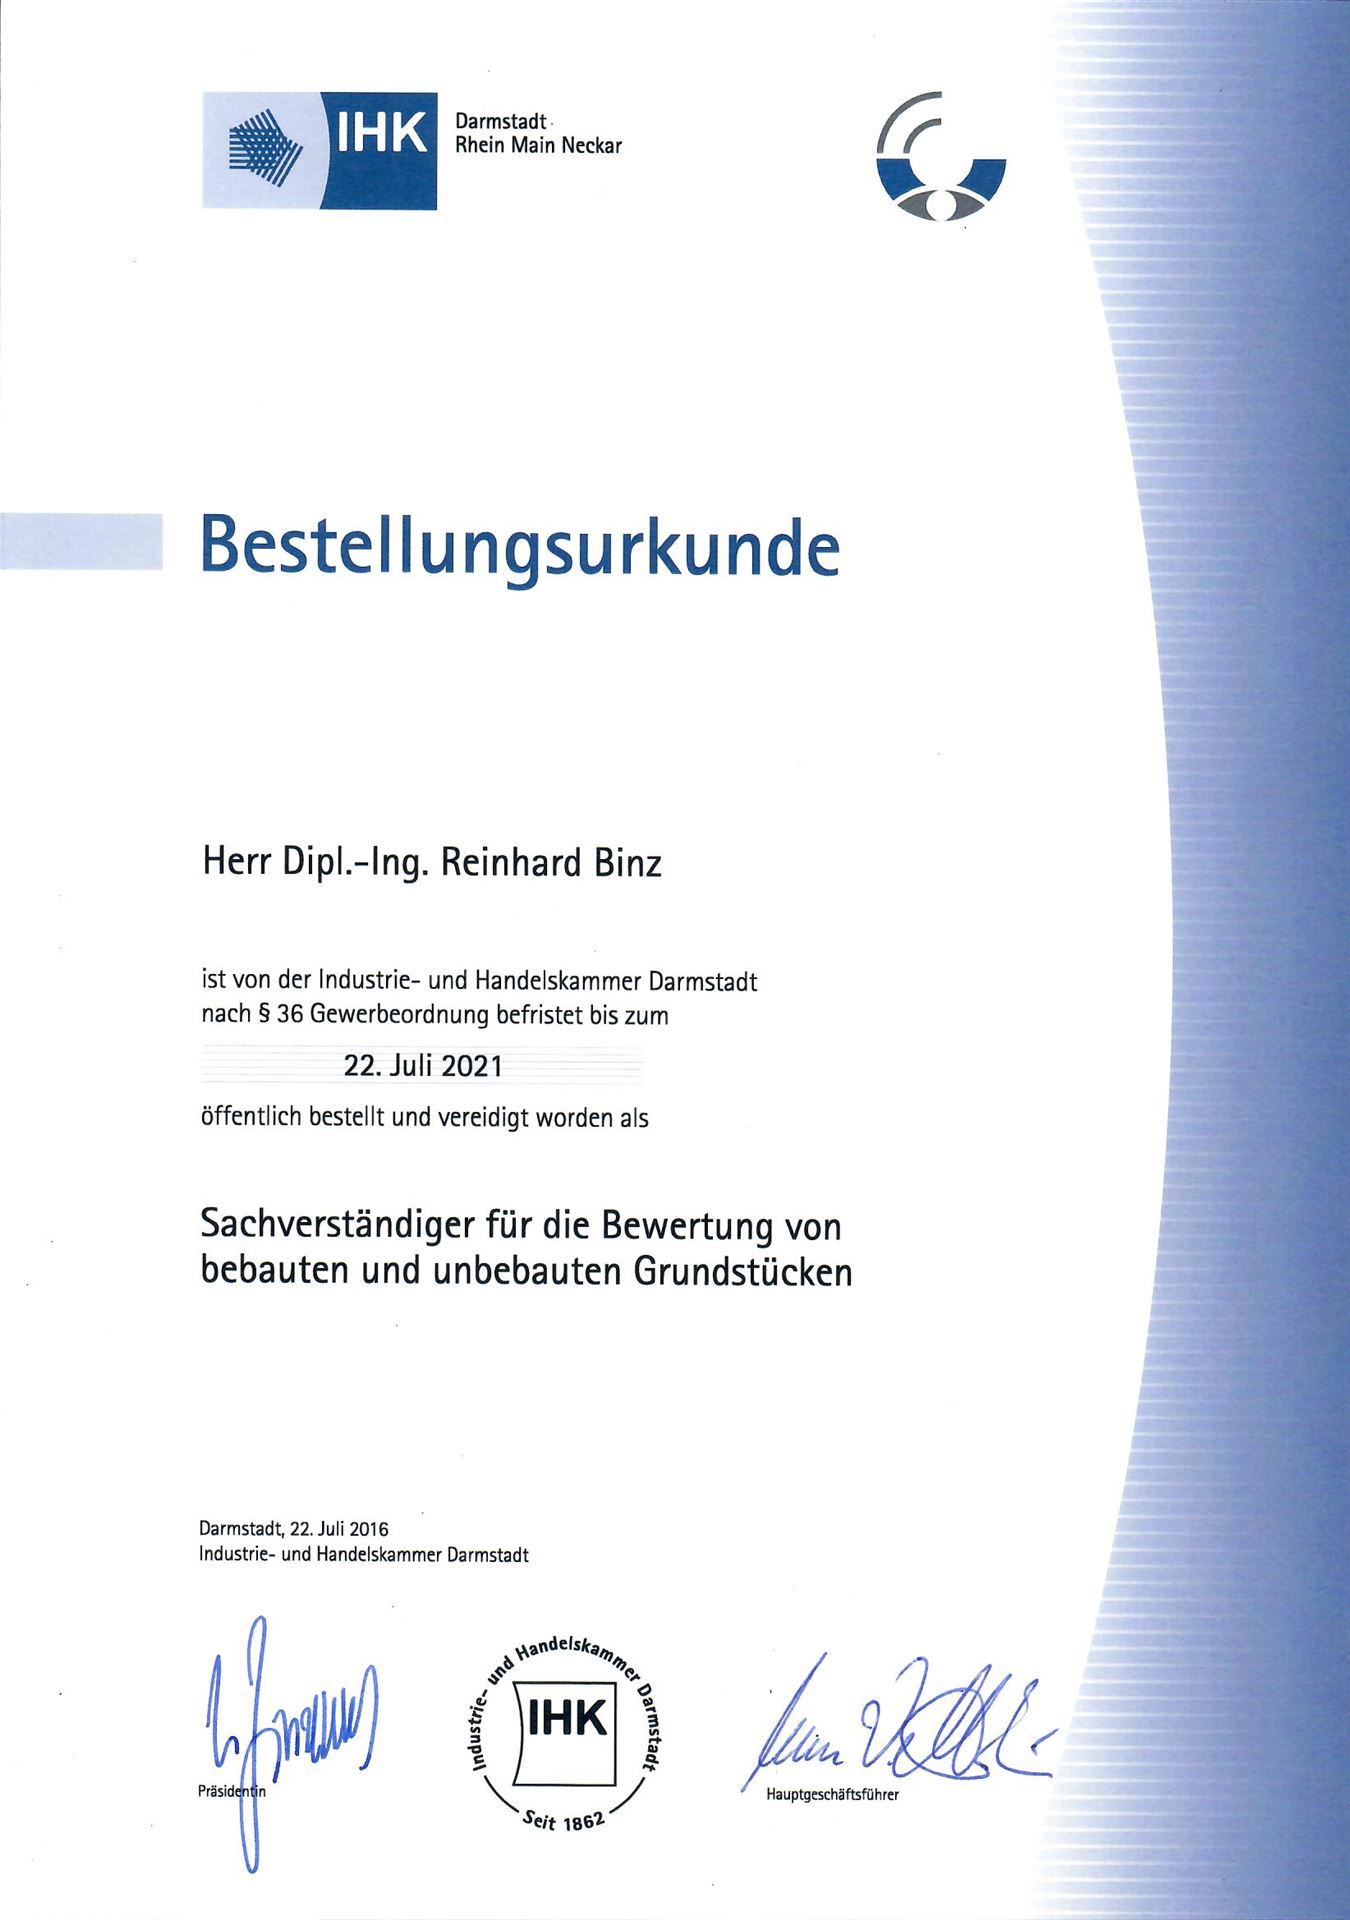 IHK
Darmstadt
Rhein Main Neckar
Bestellungsurkunde
Herr Dipl.-Ing. Reinhard Binz
ist von der Industrie- und Handelskammer Darmstadt
nach § 36 Gewerbeordnung befristet bis zum
22. Juli 2021
öffentlich bestellt und vereidigt worden als
Sachverständiger für die Bewertung von
bebauten und unbebauten Grundstücken
Darmstadt, 22. Juli 2016
Industrie- und Handelskammer Darmstadt
Präsidentin
Industrie- und Handelskammer Darmstadt
IHK
Seit 1862
Hauptgeschäftsführer